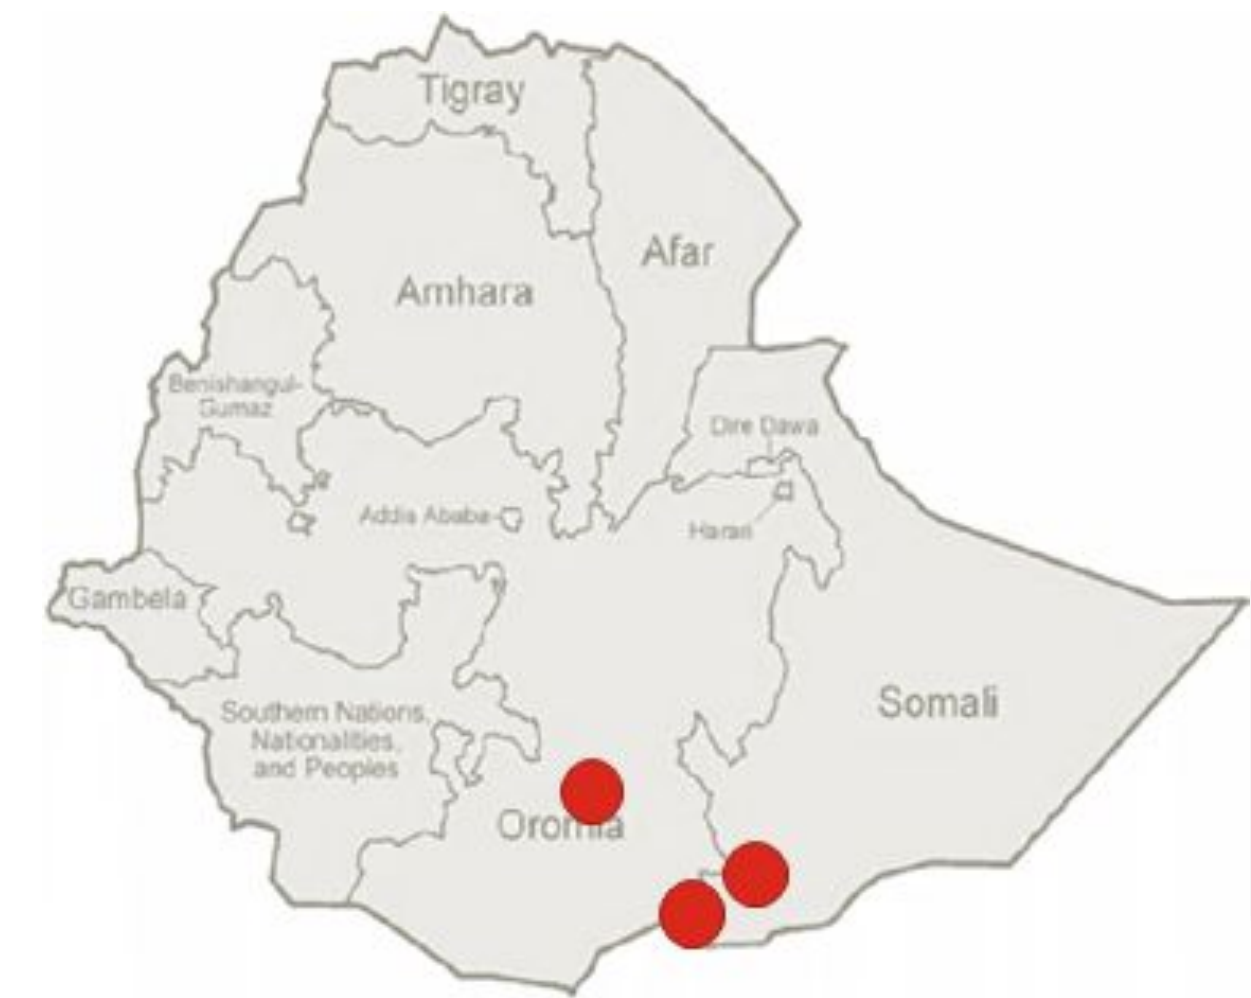 Tigray
Afar
Amhara
Benishangul-
Gumaz
Dire Dawa
Addis Ababa
Harari
Gambela
Southern Nations,
Nationalities,
and Peoples
Somali
Oromia